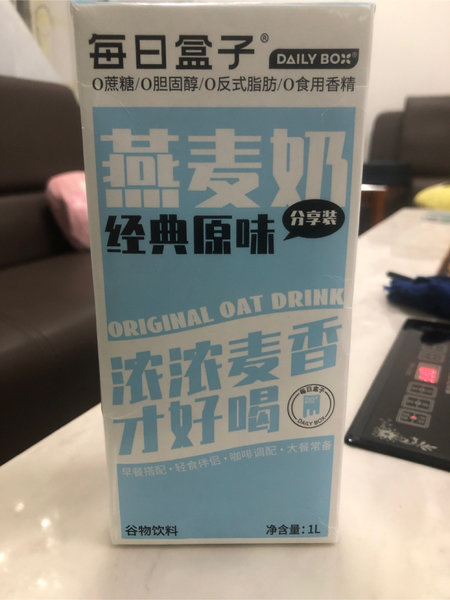 每日盒子® DAILY BOX®
0蔗糖/0胆固醇/0反式脂肪/0食用香精
燕麦奶
经典原味 分享装
ORIGINAL OAT DRINK
浓浓麦香
才好喝
每日盒子
DAILY BOX
早餐搭配·轻食伴侣·咖啡调配·大餐常备
谷物饮料 净含量:1L